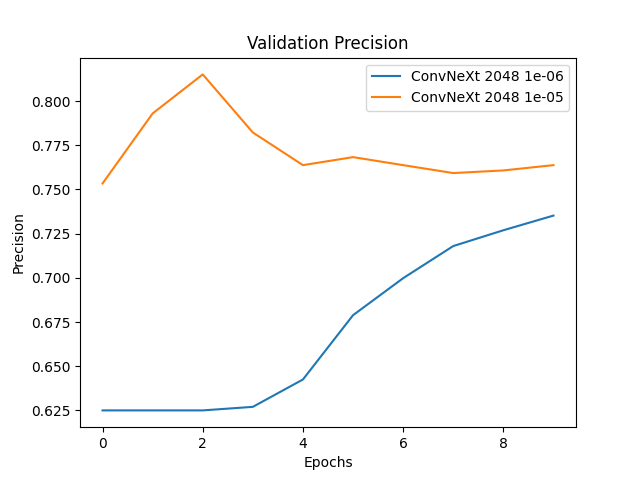 Validation Precision
ConvNeXt 2048 1e-06
ConvNeXt 2048 1e-05
Precision
0.800
0.775
0.750
0.725
0.700
0.675
0.650
0.625
0 2 4 6 8
Epochs